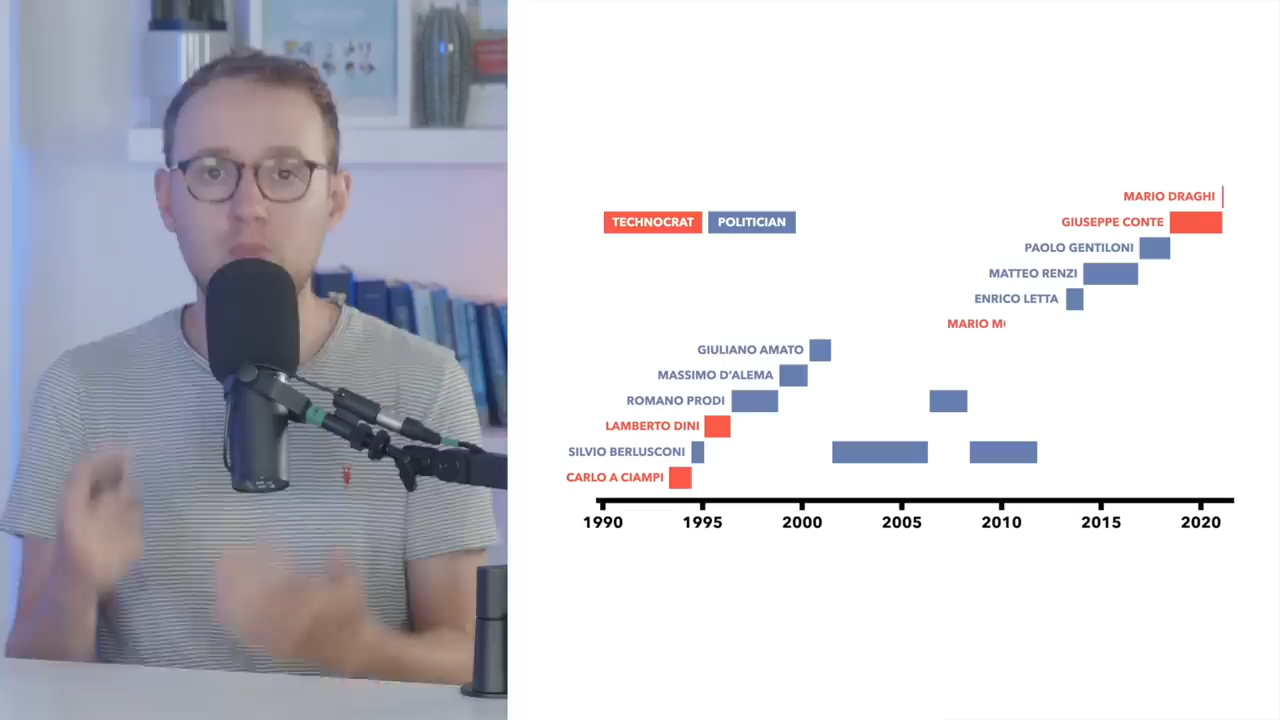 MARIO DRAGHI
TECHNOCRAT POLITICIAN
GIUSEPPE CONTE
PAOLO GENTILONI
MATTEO RENZI
ENRICO LETTA
MARIO M
GIULIANO AMATO
MASSIMO D'ALEMA
ROMANO PRODI
LAMBERTO DINI
SILVIO BERLUSCONI
CARLO A CIAMPI
1990 1995 2000 2005 2010 2015 2020